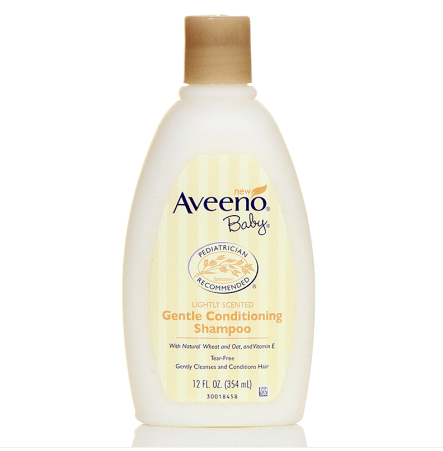 new
Aveeno®
Baby®
PEDIATRICIAN
RECOMMENDED®
LIGHTLY SCENTED
Gentle Conditioning
Shampoo
With Natural Wheat and Oat, and Vitamin E
Tear-Free
Gently Cleanses and Conditions Hair
12 FL. OZ. (354 mL)
30018458